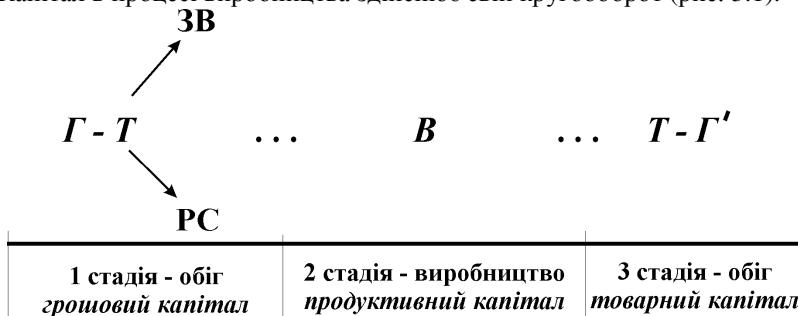 капітал в процесі виробництва здійснює свій кругооборот (рис. 3.1).
ЗВ
Г - Т . . . В . . . Т - Г'
РС
1 стадія - обіг 2 стадія - виробництво 3 стадія - обіг
грошовий капітал продуктивний капітал товарний капітал